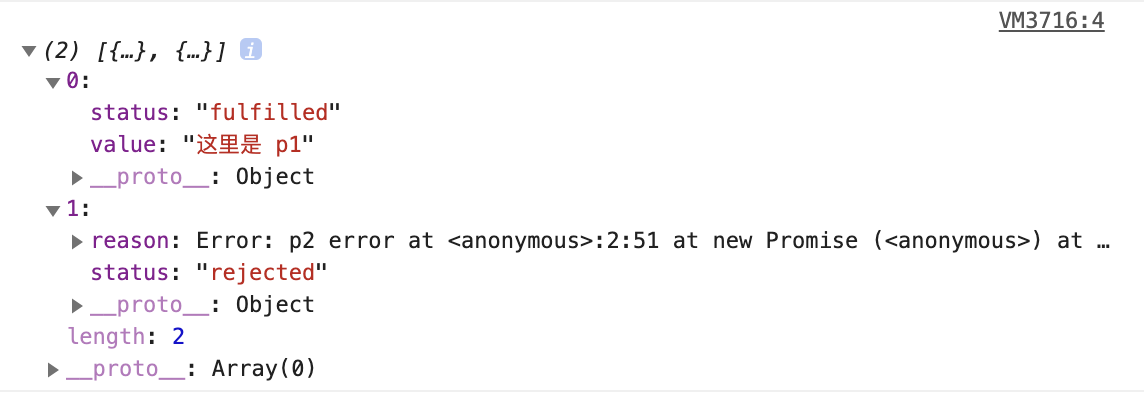 VM3716:4
(2) [{…}, {…}] i
0:
status: "fulfilled"
value: "这里是 p1"
__proto__: Object
1:
reason: Error: p2 error at <anonymous>:2:51 at new Promise (<anonymous>) at …
status: "rejected"
__proto__: Object
length: 2
__proto__: Array(0)